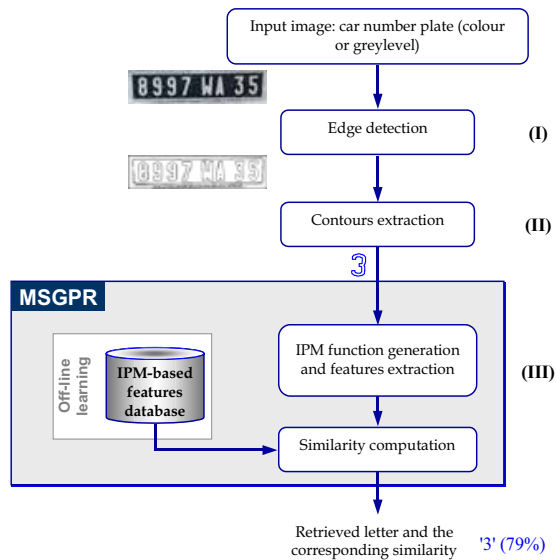 Input image: car number plate (colour
or greylevel)
8997 WA 35
Edge detection
(I)
8997 WA 35
Contours extraction
(II)
3
MSGPR
Off-line
learning
IPM-based
features
database
IPM function generation
and features extraction
(III)
Similarity computation
Retrieved letter and the
corresponding similarity
'3' (79%)